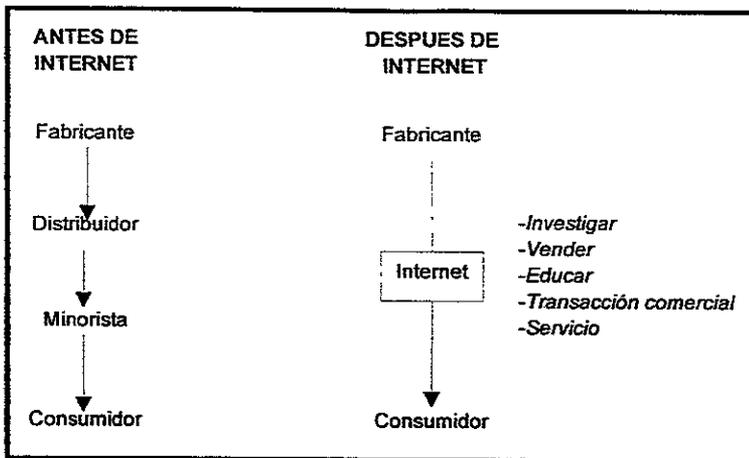 ANTES DE
INTERNET
Fabricante
Distribuidor
Minorista
Consumidor
DESPUES DE
INTERNET
Fabricante
Internet
Consumidor
-Investigar
-Vender
-Educar
-Transacción comercial
-Servicio